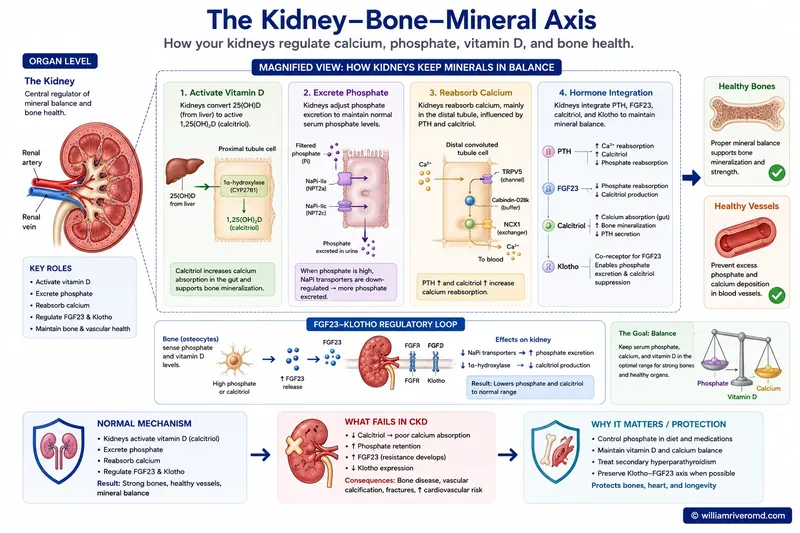 The Kidney–Bone–Mineral Axis
How your kidneys regulate calcium, phosphate, vitamin D, and bone health.
ORGAN LEVEL
The Kidney
Central regulator of
mineral balance and
bone health.
Renal
artery
Renal
vein
KEY ROLES
• Activate vitamin D
• Excrete phosphate
• Reabsorb calcium
• Regulate FGF23 & Klotho
• Maintain bone & vascular health
MAGNIFIED VIEW: HOW KIDNEYS KEEP MINERALS IN BALANCE
1. Activate Vitamin D
Kidneys convert 25(OH)D
(from liver) to active
1,25(OH)₂D (calcitriol).
Proximal tubule cell
25(OH)D
from liver
1α-hydroxylase
(CYP27B1)
1,25(OH)₂D
(calcitriol)
Calcitriol increases calcium
absorption in the gut and
supports bone mineralization.
2. Excrete Phosphate
Kidneys adjust phosphate
excretion to maintain normal
serum phosphate levels.
Filtered
phosphate (Pi)
NaPi-IIa
(NPT2a)
NaPi-IIc
(NPT2c)
Phosphate
excreted in urine
When phosphate is high,
NaPi transporters are down-
regulated → more phosphate
excreted.
3. Reabsorb Calcium
Kidneys reabsorb calcium, mainly
in the distal tubule, influenced by
PTH and calcitriol.
Distal convoluted
tubule cell
Ca²⁺
TRPV5
(channel)
Calbindin-D28k
(buffer)
NCX1
(exchanger)
Ca²⁺
To blood
PTH ↑ and calcitriol ↑ increase
calcium reabsorption.
4. Hormone Integration
Kidneys integrate PTH, FGF23,
calcitriol, and Klotho to maintain
mineral balance.
PTH
↑ Ca²⁺ reabsorption
↑ Calcitriol
↓ Phosphate reabsorption
FGF23
↓ Phosphate reabsorption
↓ Calcitriol production
Calcitriol
↑ Calcium absorption (gut)
↑ Bone mineralization
↓ PTH secretion
Klotho
Co-receptor for FGF23
Enables phosphate
excretion & calcitriol
suppression
Healthy Bones
Proper mineral balance
supports bone
mineralization and
strength.
Healthy Vessels
Prevent excess
phosphate and
calcium deposition
in blood vessels.
FGF23–KLOTHO REGULATORY LOOP
Bone (osteocytes)
sense phosphate
and vitamin D
levels.
High phosphate
or calcitriol
↑ FGF23
release
FGF23
FGFR
Klotho
Effects on kidney
↓ NaPi transporters → ↑ phosphate excretion
↓ 1α-hydroxylase → ↓ calcitriol production
Result: Lowers phosphate and calcitriol
to normal range
The Goal: Balance
Keep serum phosphate,
calcium, and vitamin D in the
optimal range for strong bones
and healthy organs.
Phosphate
Calcium
Vitamin D
NORMAL MECHANISM
• Kidneys activate vitamin D (calcitriol)
• Excrete phosphate
• Reabsorb calcium
• Regulate FGF23 & Klotho
Result: Strong bones, healthy vessels,
mineral balance
WHAT FAILS IN CKD
• ↓ Calcitriol → poor calcium absorption
• ↑ Phosphate retention
• ↑ FGF23 (resistance develops)
• ↓ Klotho expression
Consequences: Bone disease, vascular
calcification, fractures, ↑ cardiovascular risk
WHY IT MATTERS / PROTECTION
• Control phosphate in diet and medications
• Maintain vitamin D and calcium balance
• Treat secondary hyperparathyroidism
• Preserve Klotho–FGF23 axis when possible
Protects bones, heart, and longevity
© williamriveromd.com